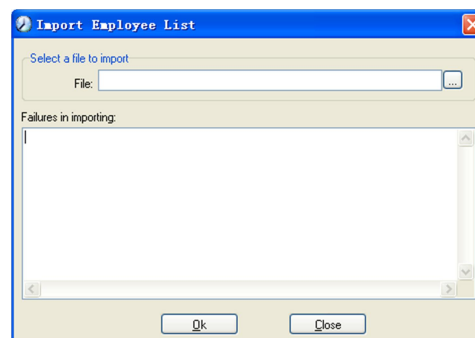 Import Employee List
Select a file to import
File:
...
Failures in importing:
Ok
Close